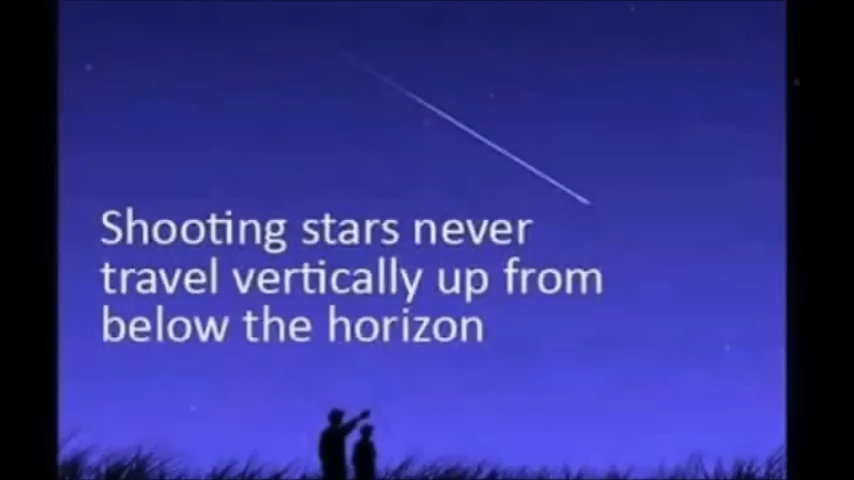 Shooting stars never
travel vertically up from
below the horizon